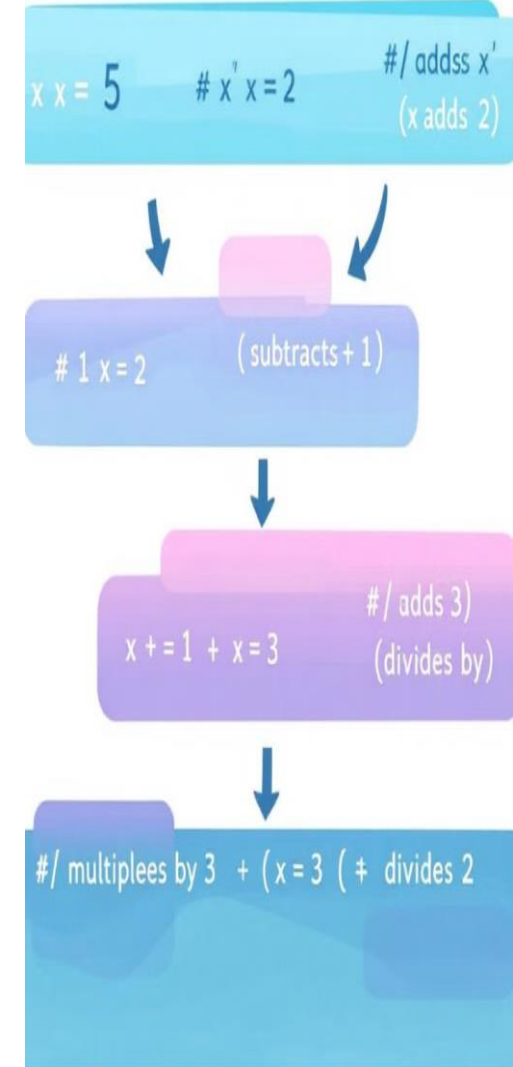 x x = 5 # x' x = 2 #/ addss x'
(x adds 2)
# 1 x = 2 ( subtracts + 1)
x + = 1 + x = 3 #/ adds 3)
(divides by)
#/ multiplees by 3 + ( x = 3 ( ‡ divides 2